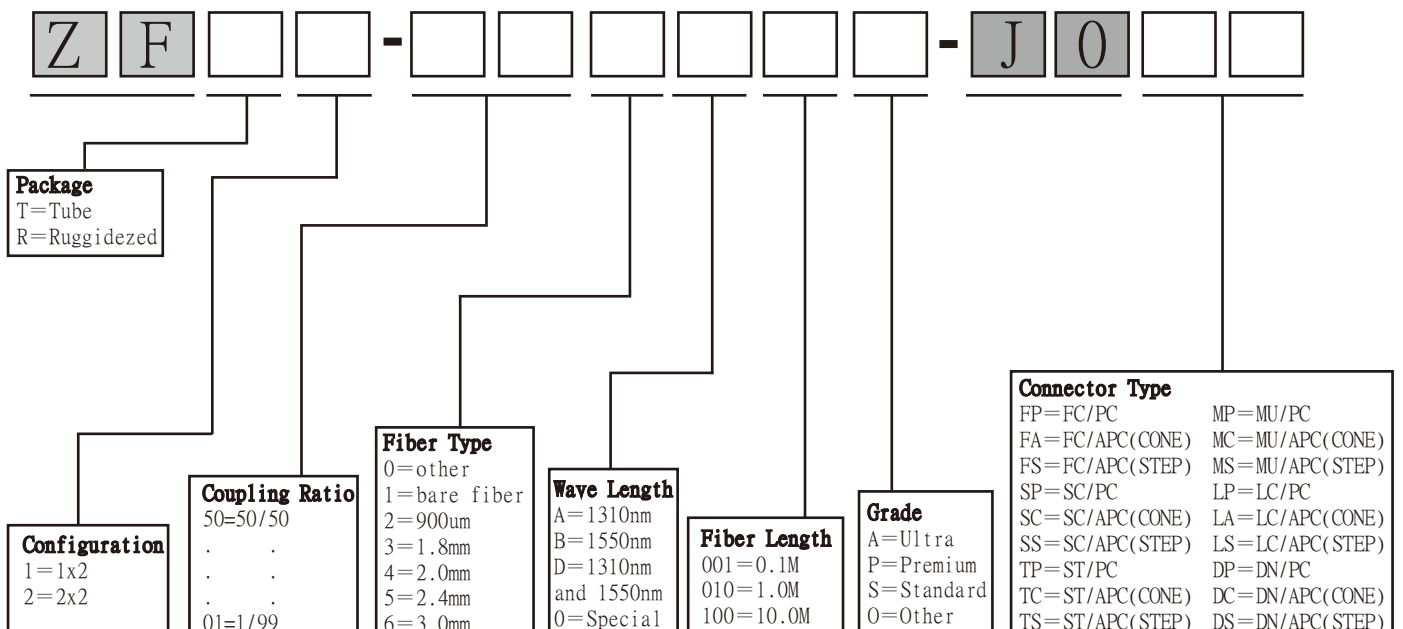 Z F - - J 0
Package
T=Tube
R=Ruggidezed
Configuration
1=1x2
2=2x2
Coupling Ratio
50=50/50
. .
. .
. .
01=1/99
Fiber Type
0=other
1=bare fiber
2=900um
3=1.8mm
4=2.0mm
5=2.4mm
6=3.0mm
Wave Length
A=1310nm
B=1550nm
D=1310nm
and 1550nm
0=Special
Fiber Length
001=0.1M
010=1.0M
100=10.0M
Grade
A=Ultra
P=Premium
S=Standard
O=Other
Connector Type
FP=FC/PC MP=MU/PC
FA=FC/APC(CONE) MC=MU/APC(CONE)
FS=FC/APC(STEP) MS=MU/APC(STEP)
SP=SC/PC LP=LC/PC
SC=SC/APC(CONE) LA=LC/APC(CONE)
SS=SC/APC(STEP) LS=LC/APC(STEP)
TP=ST/PC DP=DN/PC
TC=ST/APC(CONE) DC=DN/APC(CONE)
TS=ST/APC(STEP) DS=DN/APC(STEP)